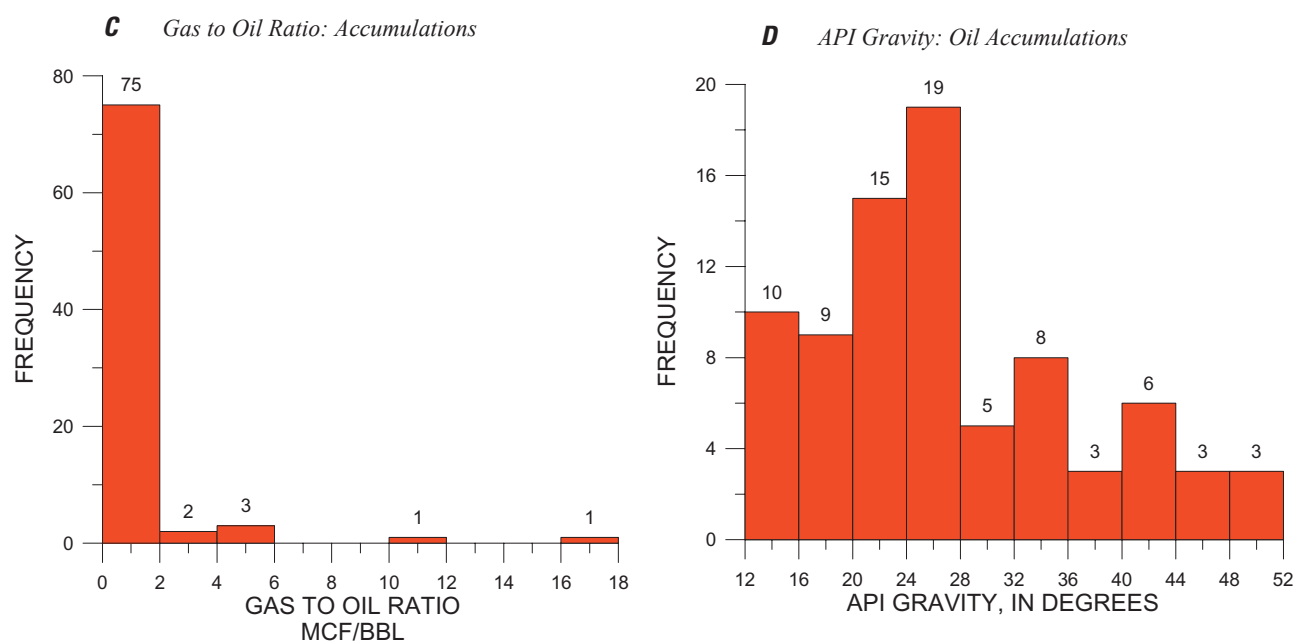 C Gas to Oil Ratio: Accumulations
80
60
40
20
0
FREQUENCY
75
2
3
1
1
0 2 4 6 8 10 12 14 16 18
GAS TO OIL RATIO
MCF/BBL
D API Gravity: Oil Accumulations
20
16
12
8
4
0
FREQUENCY
10
9
15
19
5
8
3
6
3
3
12 16 20 24 28 32 36 40 44 48 52
API GRAVITY, IN DEGREES